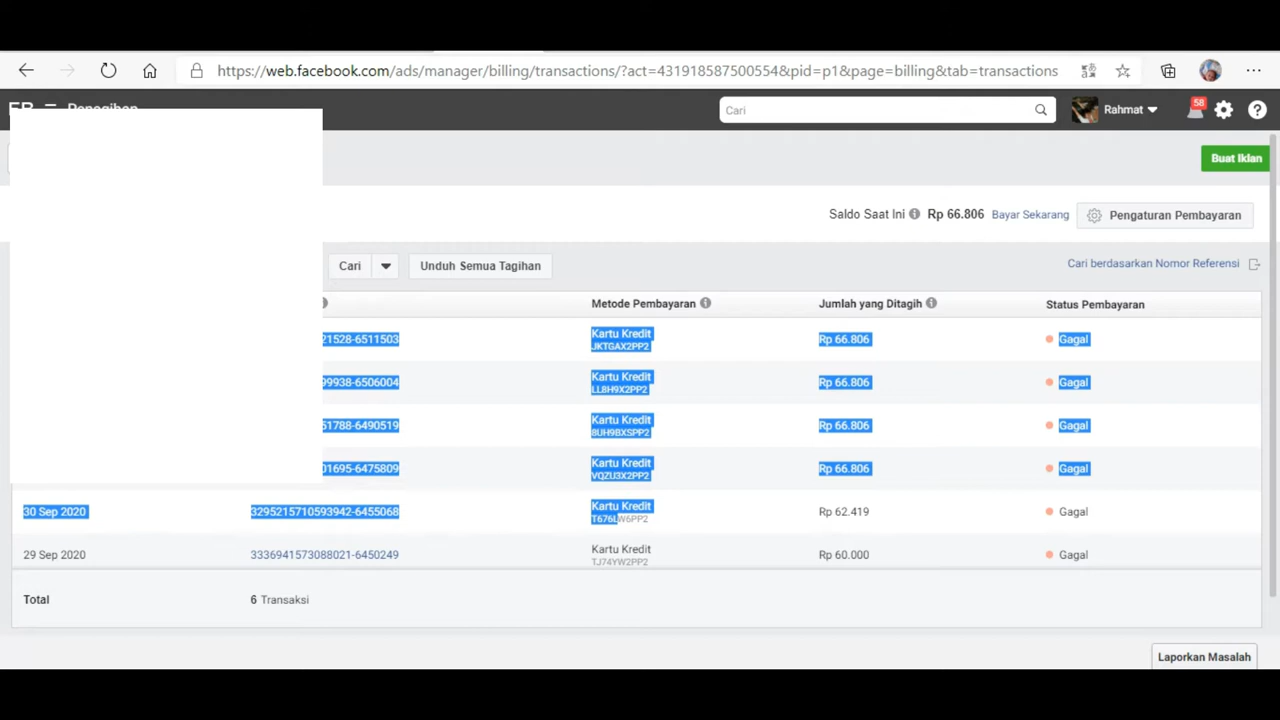 https://web.facebook.com/ads/manager/billing/transactions/?act=431918587500554&pid=p1&page=billing&tab=transactions
Penagihan
Cari
Rahmat
58
Buat Iklan
Saldo Saat Ini Rp 66.806 Bayar Sekarang Pengaturan Pembayaran
Cari Unduh Semua Tagihan Cari berdasarkan Nomor Referensi
Metode Pembayaran Jumlah yang Ditagih Status Pembayaran
21528-6511503 Kartu Kredit Rp 66.806 Gagal
JKTGAX2PP2
99938-6506004 Kartu Kredit Rp 66.806 Gagal
LL8H9X2PP2
51788-6490519 Kartu Kredit Rp 66.806 Gagal
8UH9BXSPP2
01695-6475809 Kartu Kredit Rp 66.806 Gagal
VQZU3X2PP2
30 Sep 2020 3295215710593942-6455068 Kartu Kredit Rp 62.419 Gagal
T676LW6PP2
29 Sep 2020 3336941573088021-6450249 Kartu Kredit Rp 60.000 Gagal
TJ74YW2PP2
Total 6 Transaksi
Laporkan Masalah